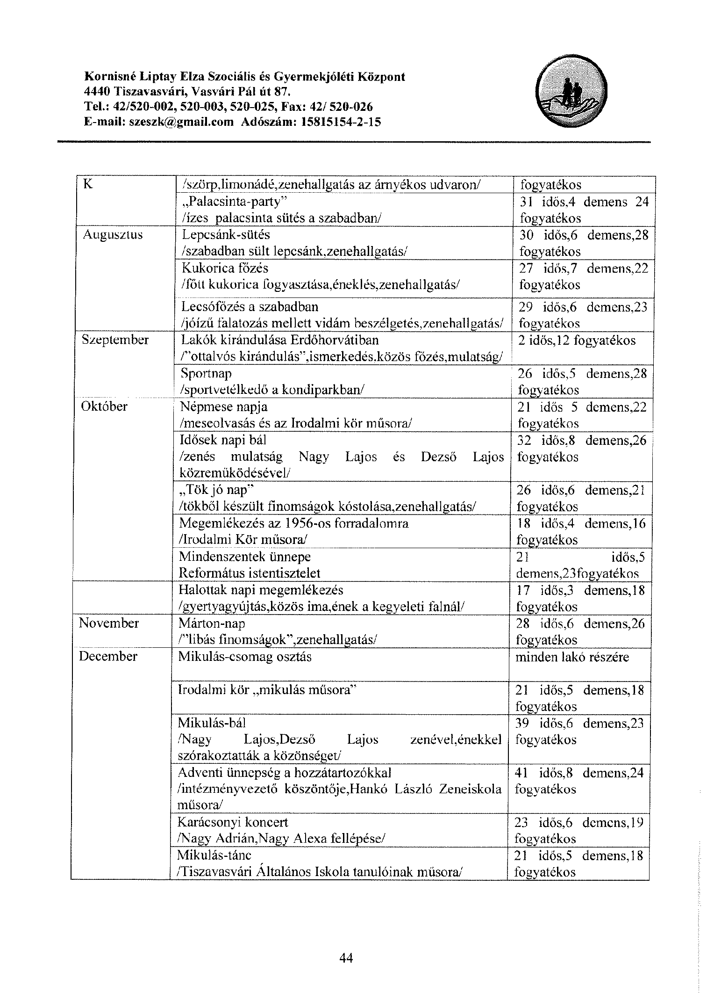 Kornisné Liptay Elza Szociális és Gyermekjóléti Központ
4440 Tiszavasvári, Vasvári Pál út 87.
Tel.: 42/520-002, 520-003, 520-025, Fax: 42/ 520-026
E-mail: szeszk@gmail.com Adószám: 15815154-2-15
K /szörp,limonádé,zenehallgatás az árnyékos udvaron/ fogyatékos
„Palacsinta-party” 31 idős,4 demens 24
/ízes palacsinta sütés a szabadban/ fogyatékos
Augusztus Lepcsánk-sütés 30 idős,6 demens,28
/szabadban sült lepcsánk,zenehallgatás/ fogyatékos
Kukorica főzés 27 idős,7 demens,22
/főtt kukorica fogyasztása,éneklés,zenehallgatás/ fogyatékos
Lecsófőzés a szabadban 29 idős,6 demens,23
/jóízű falatozás mellett vidám beszélgetés,zenehallgatás/ fogyatékos
Szeptember Lakók kirándulása Erdőhorvátiban 2 idős,12 fogyatékos
/”ottalvós kirándulás”,ismerkedés,közös főzés,mulatság/
Sportnap 26 idős,5 demens,28
/sportvetélkedő a kondiparkban/ fogyatékos
Október Népmese napja 21 idős 5 demens,22
/meseolvasás és az Irodalmi kör műsora/ fogyatékos
Idősek napi bál 32 idős,8 demens,26
/zenés mulatság Nagy Lajos és Dezső Lajos fogyatékos
közreműködésével/
„Tök jó nap” 26 idős,6 demens,21
/tökből készült finomságok kóstolása,zenehallgatás/ fogyatékos
Megemlékezés az 1956-os forradalomra 18 idős,4 demens,16
/Irodalmi Kör műsora/ fogyatékos
Mindenszentek ünnepe 21 idős,5
Református istentisztelet demens,23fogyatékos
Halottak napi megemlékezés 17 idős,3 demens,18
/gyertyagyújtás,közös ima,ének a kegyeleti falnál/ fogyatékos
November Márton-nap 28 idős,6 demens,26
/”libás finomságok”,zenehallgatás/ fogyatékos
December Mikulás-csomag osztás minden lakó részére
Irodalmi kör „mikulás műsora” 21 idős,5 demens,18
fogyatékos
Mikulás-bál 39 idős,6 demens,23
/Nagy Lajos,Dezső Lajos zenével,énekkel fogyatékos
szórakoztatták a közönséget/
Adventi ünnepség a hozzátartozókkal 41 idős,8 demens,24
/intézményvezető köszöntője,Hankó László Zeneiskola fogyatékos
műsora/
Karácsonyi koncert 23 idős,6 demens,19
/Nagy Adrián,Nagy Alexa fellépése/ fogyatékos
Mikulás-tánc 21 idős,5 demens,18
/Tiszavasvári Általános Iskola tanulóinak műsora/ fogyatékos
44